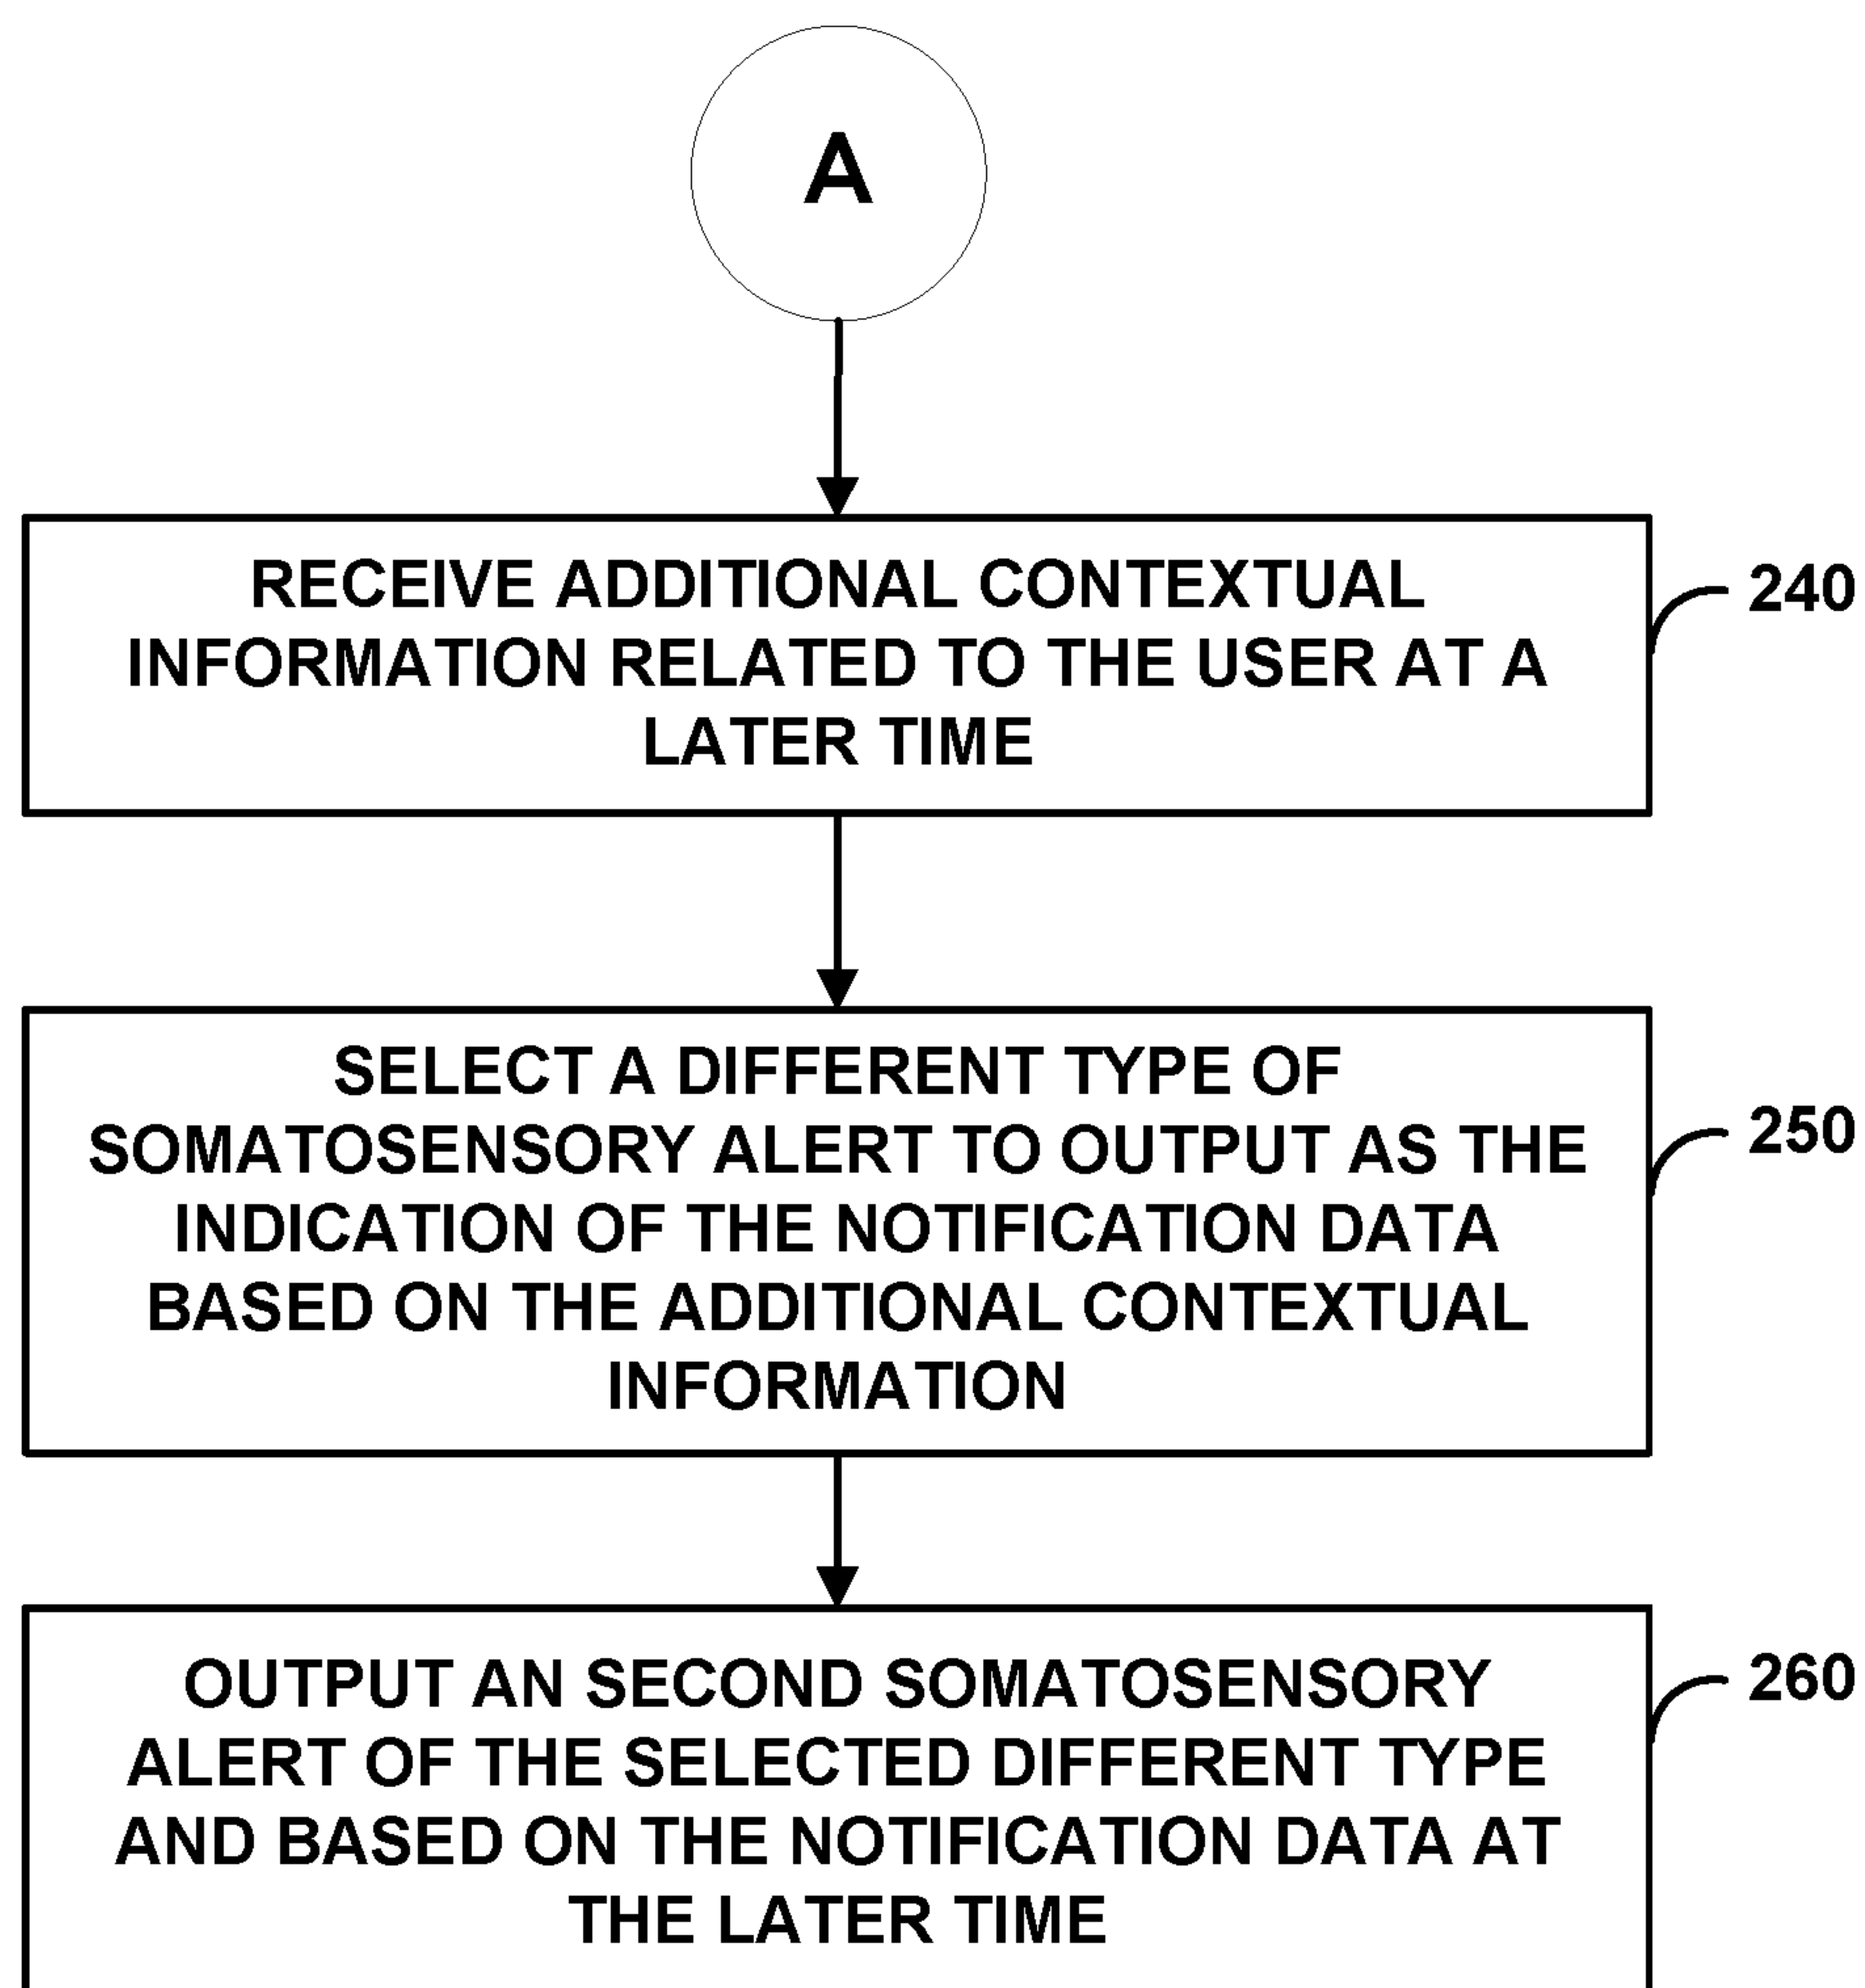 A
RECEIVE ADDITIONAL CONTEXTUAL
INFORMATION RELATED TO THE USER AT A
LATER TIME
240
SELECT A DIFFERENT TYPE OF
SOMATOSENSORY ALERT TO OUTPUT AS THE
INDICATION OF THE NOTIFICATION DATA
BASED ON THE ADDITIONAL CONTEXTUAL
INFORMATION
250
OUTPUT AN SECOND SOMATOSENSORY
ALERT OF THE SELECTED DIFFERENT TYPE
AND BASED ON THE NOTIFICATION DATA AT
THE LATER TIME
260